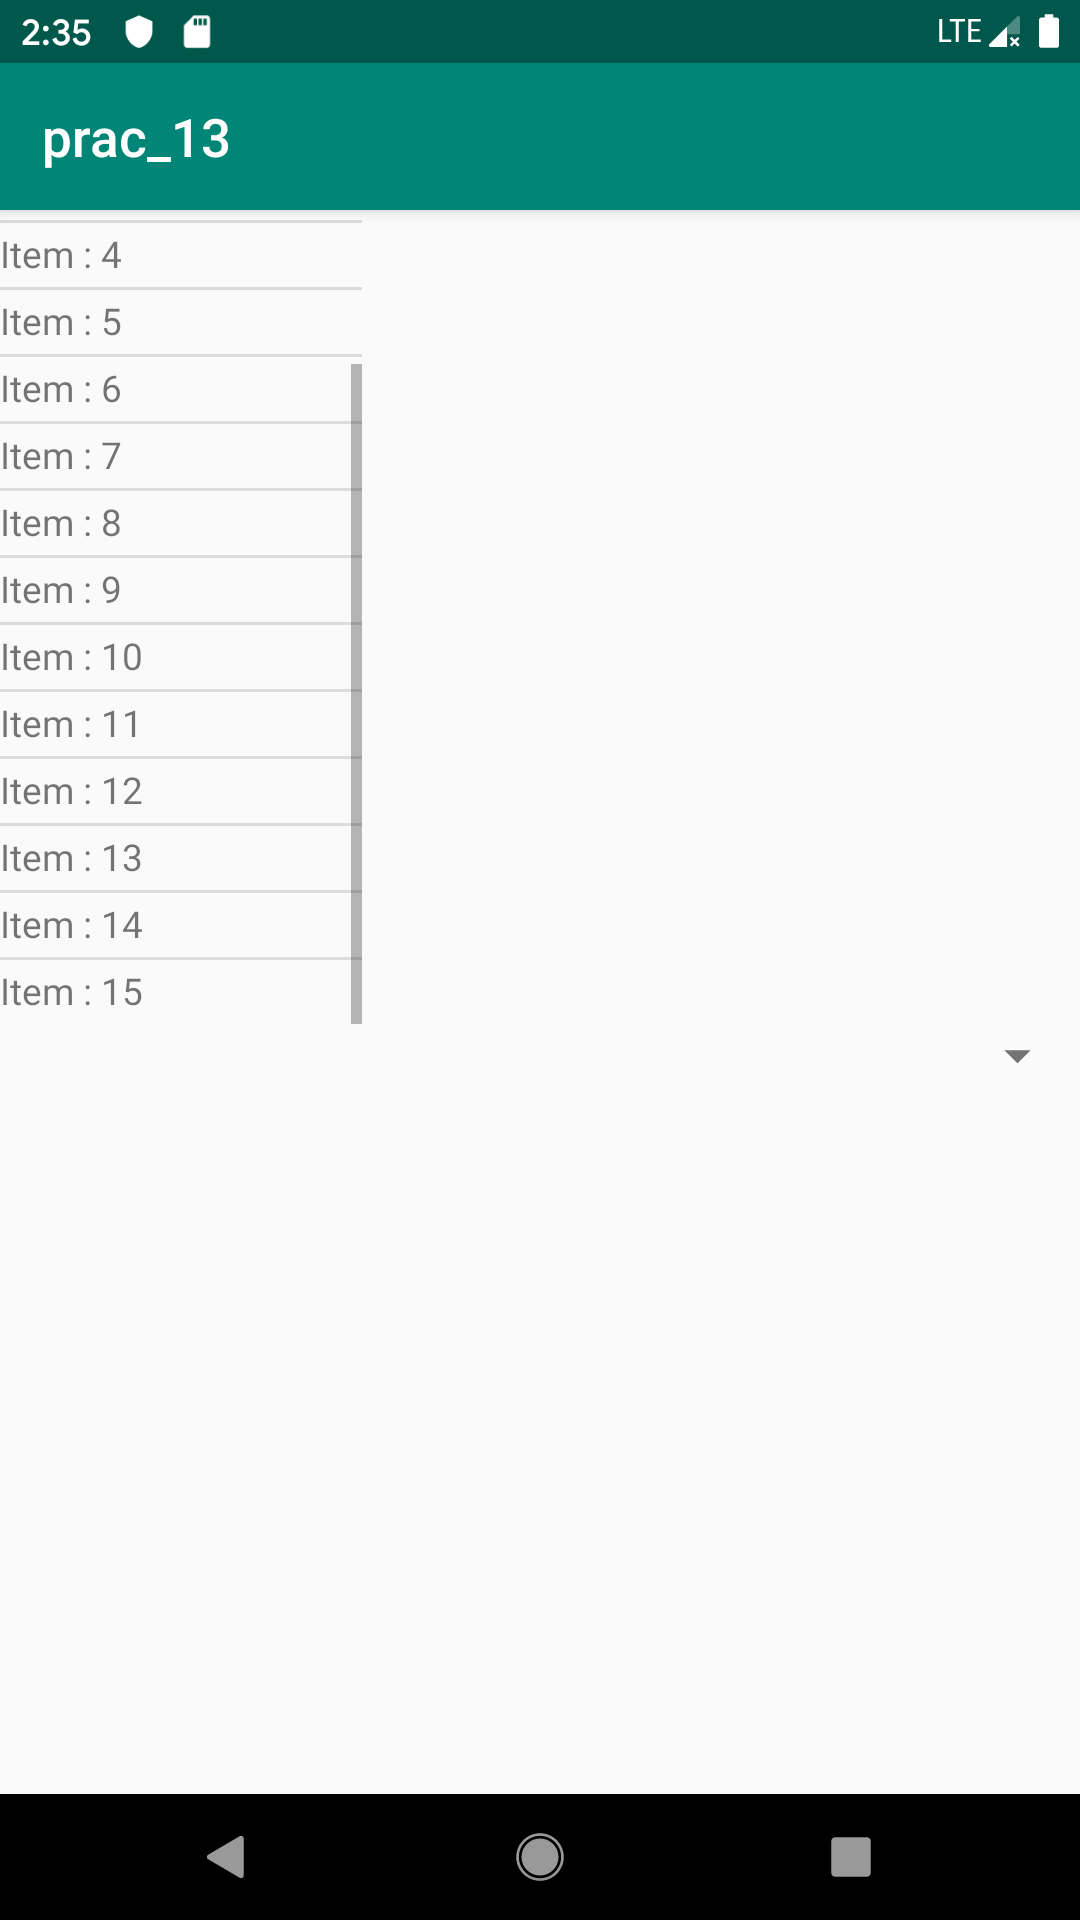 2:35 LTE
prac_13
Item : 4
Item : 5
Item : 6
Item : 7
Item : 8
Item : 9
Item : 10
Item : 11
Item : 12
Item : 13
Item : 14
Item : 15